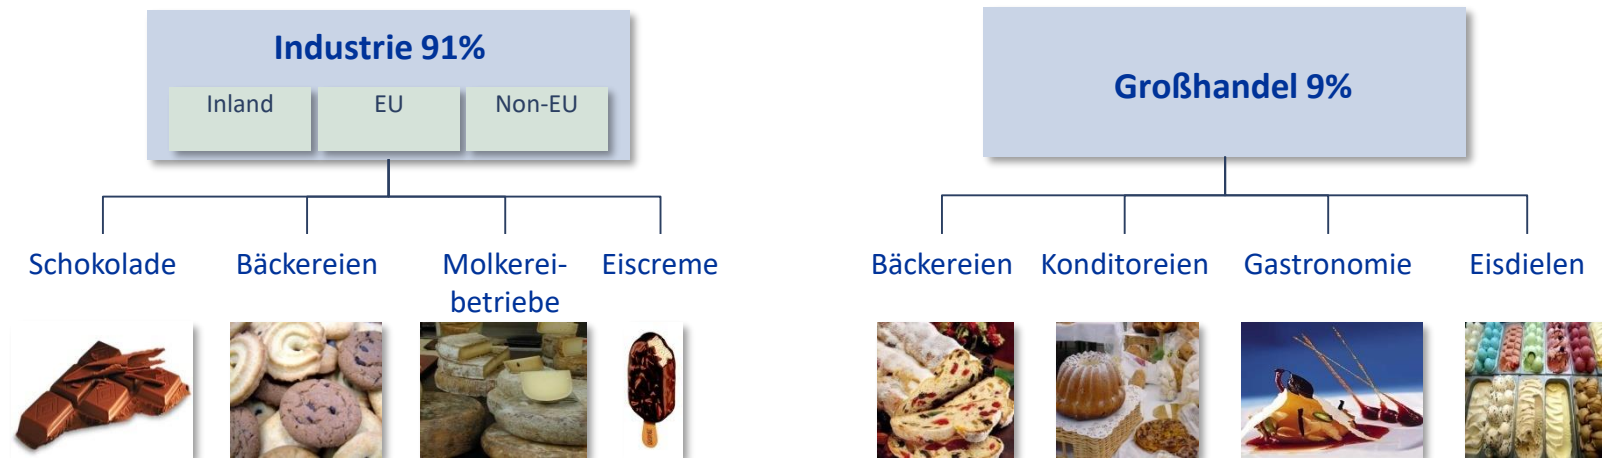 Industrie 91%
Inland
EU
Non-EU
Großhandel 9%
Schokolade
Bäckereien
Molkerei-
betriebe
Eiscreme
Bäckereien
Konditoreien
Gastronomie
Eisdielen